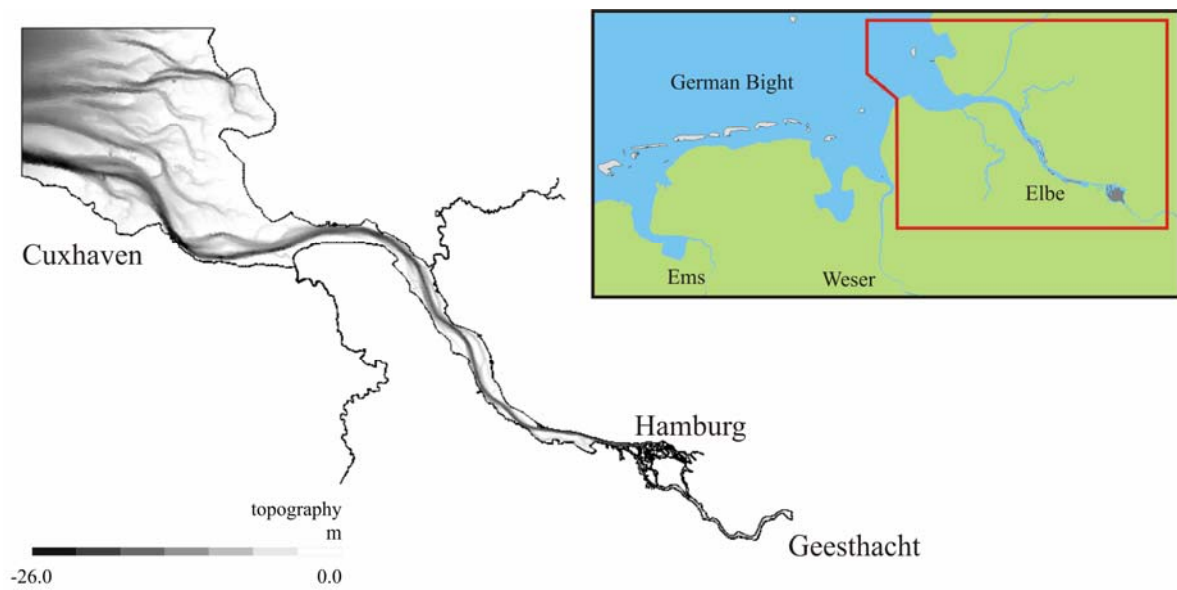 German Bight
Elbe
Ems
Weser
Cuxhaven
Hamburg
Geesthacht
topography
m
-26.0
0.0